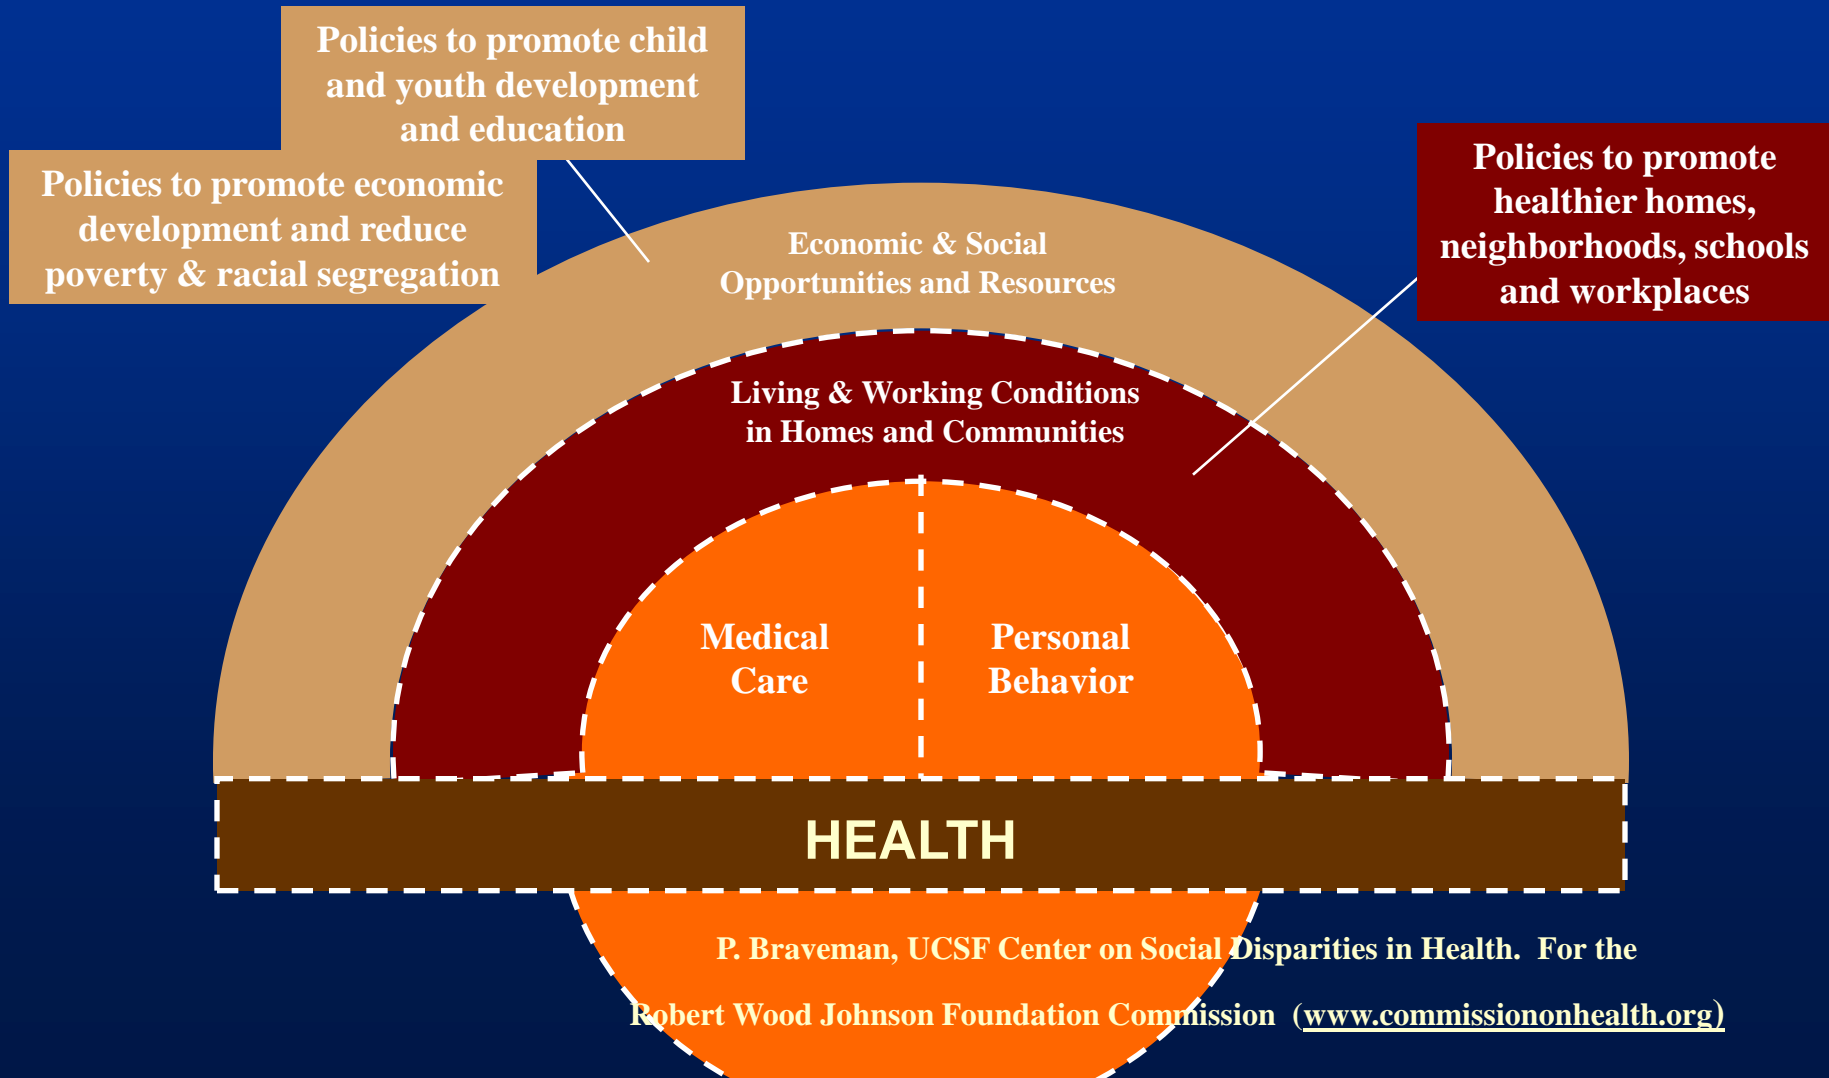 Policies to promote child
and youth development
and education
Policies to promote economic
development and reduce
poverty & racial segregation
Policies to promote
healthier homes,
neighborhoods, schools
and workplaces
Economic & Social
Opportunities and Resources
Living & Working Conditions
in Homes and Communities
Medical
Care
Personal
Behavior
HEALTH
P. Braveman, UCSF Center on Social Disparities in Health.  For the
Robert Wood Johnson Foundation Commission  (www.commissiononhealth.org)